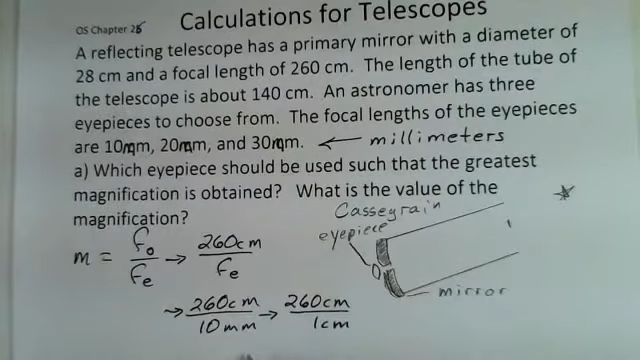 OS Chapter 26
Calculations for Telescopes
A reflecting telescope has a primary mirror with a diameter of
28 cm and a focal length of 260 cm. The length of the tube of
the telescope is about 140 cm. An astronomer has three
eyepieces to choose from. The focal lengths of the eyepieces
are 10mm, 20mm, and 30mm. ← millimeters
a) Which eyepiece should be used such that the greatest
magnification is obtained? What is the value of the
magnification?
Cassegrain
eyepiece
mirror
m = fo/fe → 260cm/fe
→ 260cm/10mm → 260cm/1cm